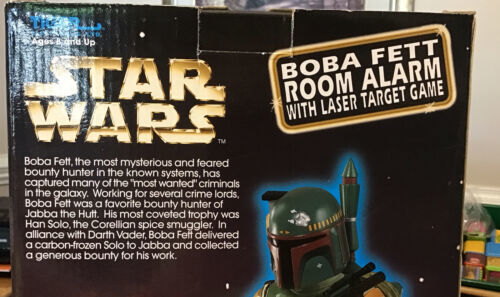 Tiger
Ages 8 and Up
STAR
WARS
TM
BOBA FETT
ROOM ALARM
WITH LASER TARGET GAME
Boba Fett, the most mysterious and feared
bounty hunter in the known systems, has
captured many of the "most wanted" criminals
in the galaxy. Working for several crime lords,
Boba Fett was a favorite bounty hunter of
Jabba the Hutt. His most coveted trophy was
Han Solo, the Corellian spice smuggler. In
alliance with Darth Vader, Boba Fett delivered
a carbon-frozen Solo to Jabba and collected
a generous bounty for his work.